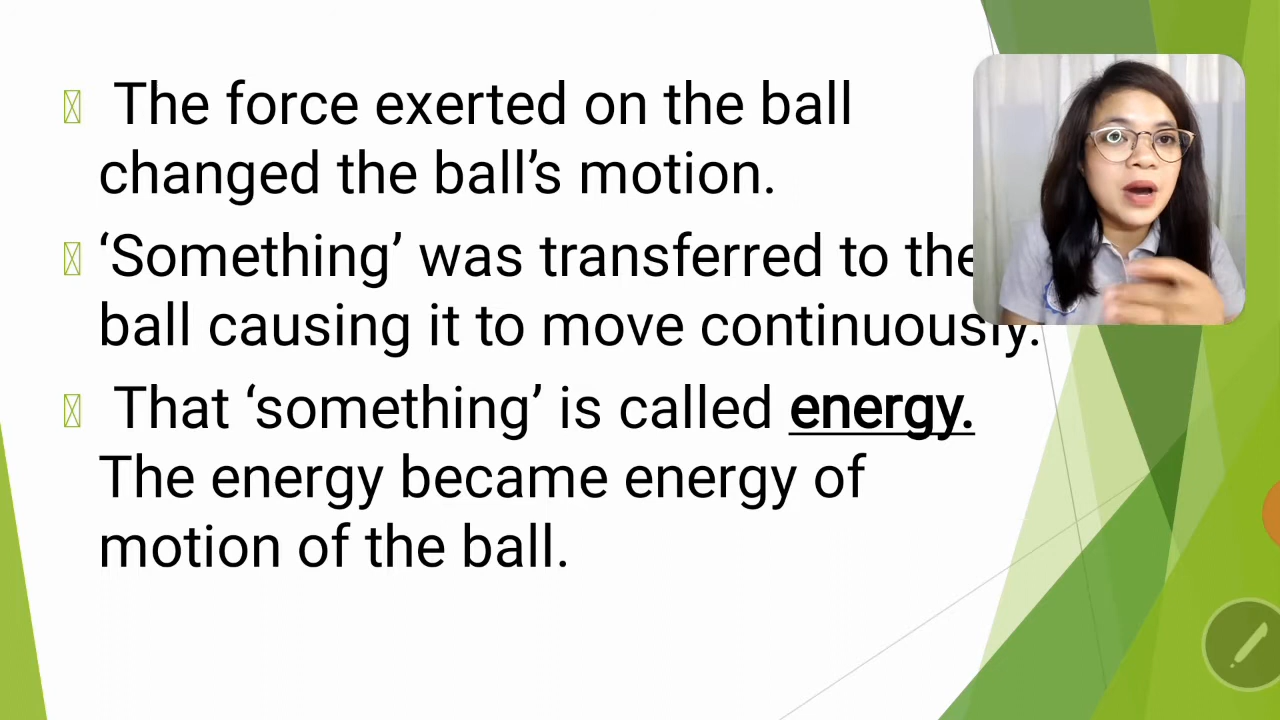 The force exerted on the ball
changed the ball’s motion.
‘Something’ was transferred to the
ball causing it to move continuously.
That ‘something’ is called energy.
The energy became energy of
motion of the ball.